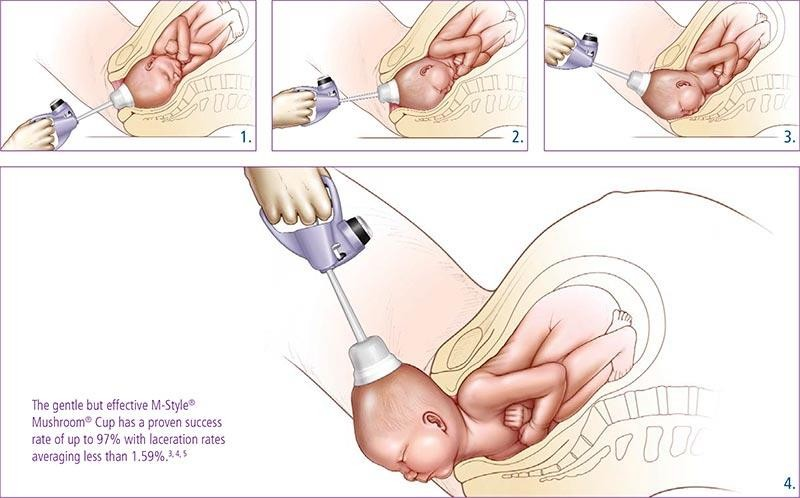 1.
2.
3.
The gentle but effective M-Style®
Mushroom® Cup has a proven success
rate of up to 97% with laceration rates
averaging less than 1.59%.3, 4, 5
4.